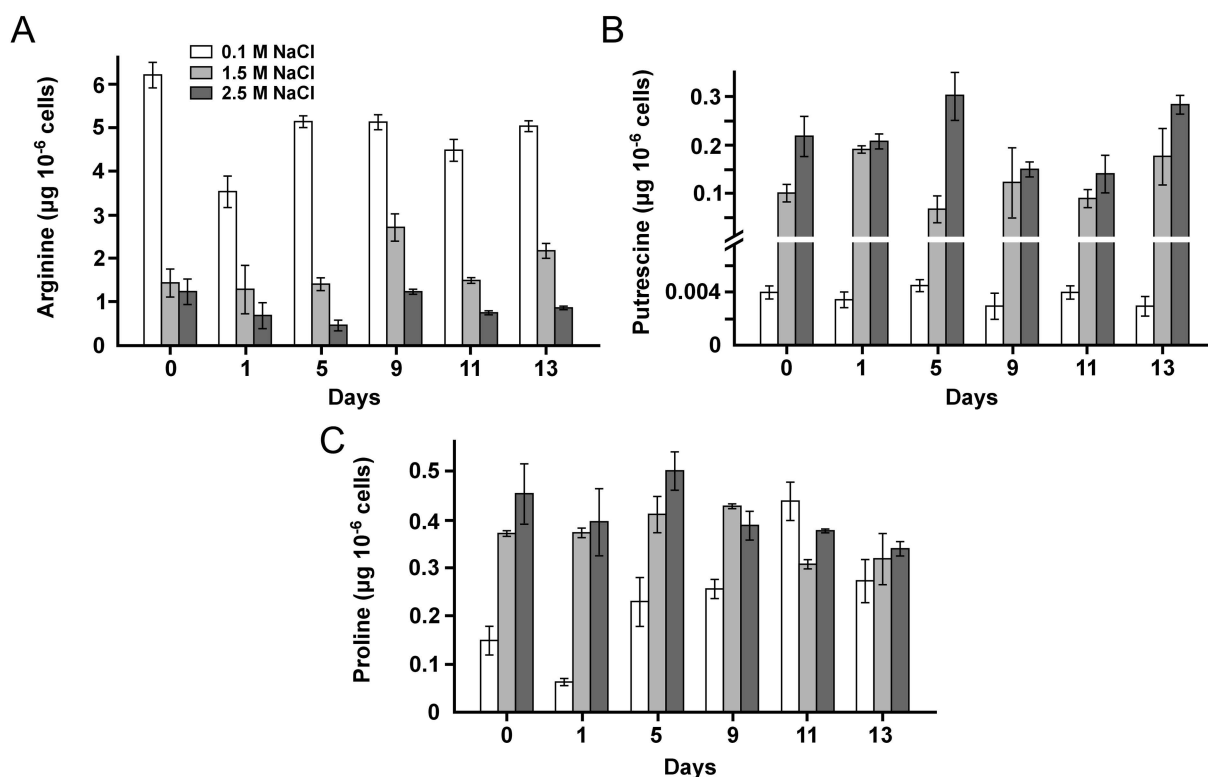 A
0.1 M NaCl
1.5 M NaCl
2.5 M NaCl
Arginine (µg 10⁻⁶ cells)
6
5
4
3
2
1
0
0 1 5 9 11 13
Days
B
Putrescine (µg 10⁻⁶ cells)
0.3
0.2
0.1
0.004
0
0 1 5 9 11 13
Days
C
Proline (µg 10⁻⁶ cells)
0.5
0.4
0.3
0.2
0.1
0
0 1 5 9 11 13
Days